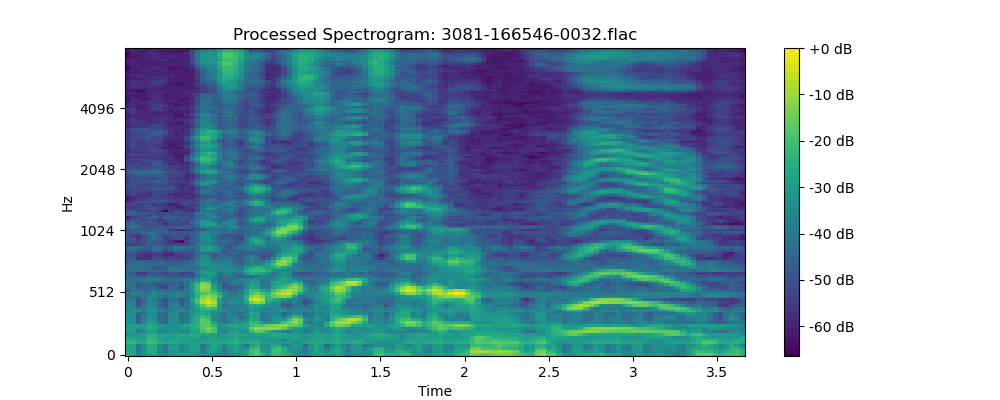 Processed Spectrogram: 3081-166546-0032.flac
+0 dB
4096
-10 dB
-20 dB
2048
-30 dB
Hz
1024
-40 dB
-50 dB
512
-60 dB
0
0 0.5 1 1.5 2 2.5 3 3.5
Time